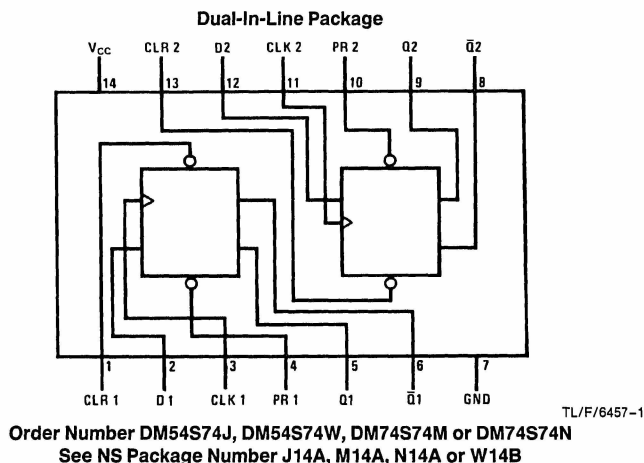 Dual-In-Line Package
VCC CLR 2 D2 CLK 2 PR 2 Q2 Q̅2
14 13 12 11 10 9 8
1 2 3 4 5 6 7
CLR 1 D1 CLK 1 PR 1 Q1 Q̅1 GND
TL/F/6457-1
Order Number DM54S74J, DM54S74W, DM74S74M or DM74S74N
See NS Package Number J14A, M14A, N14A or W14B